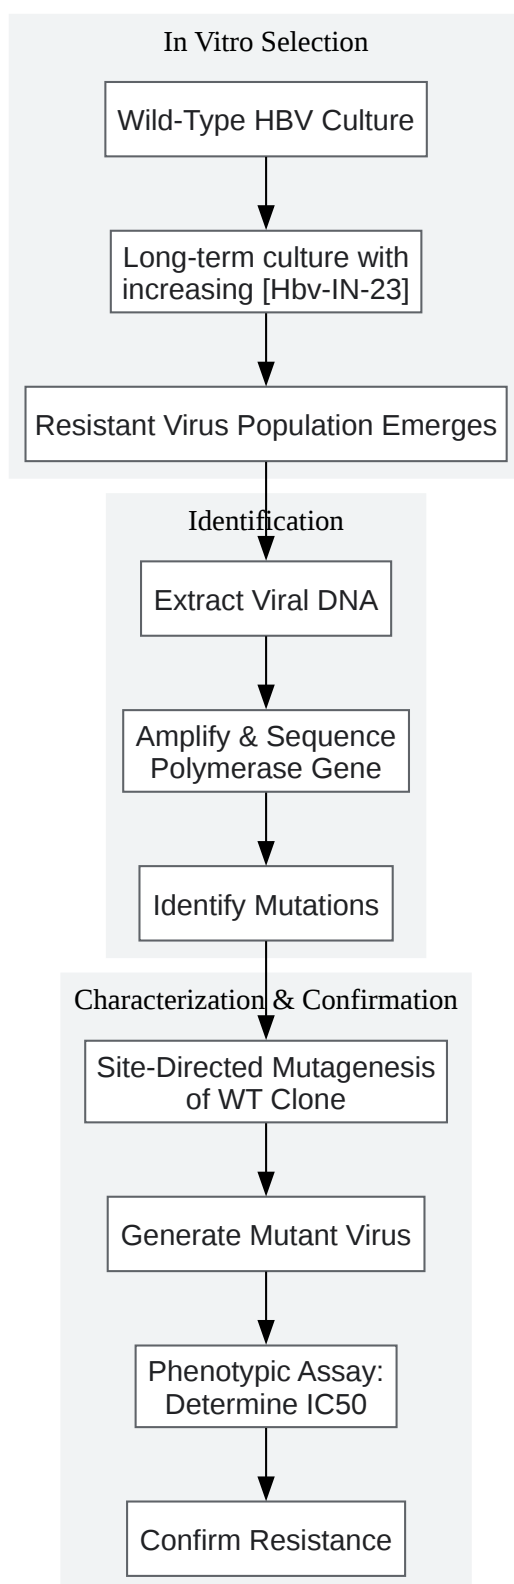 In Vitro Selection
Wild-Type HBV Culture
Long-term culture with
increasing [Hbv-IN-23]
Resistant Virus Population Emerges
Identification
Extract Viral DNA
Amplify & Sequence
Polymerase Gene
Identify Mutations
Characterization & Confirmation
Site-Directed Mutagenesis
of WT Clone
Generate Mutant Virus
Phenotypic Assay:
Determine IC50
Confirm Resistance